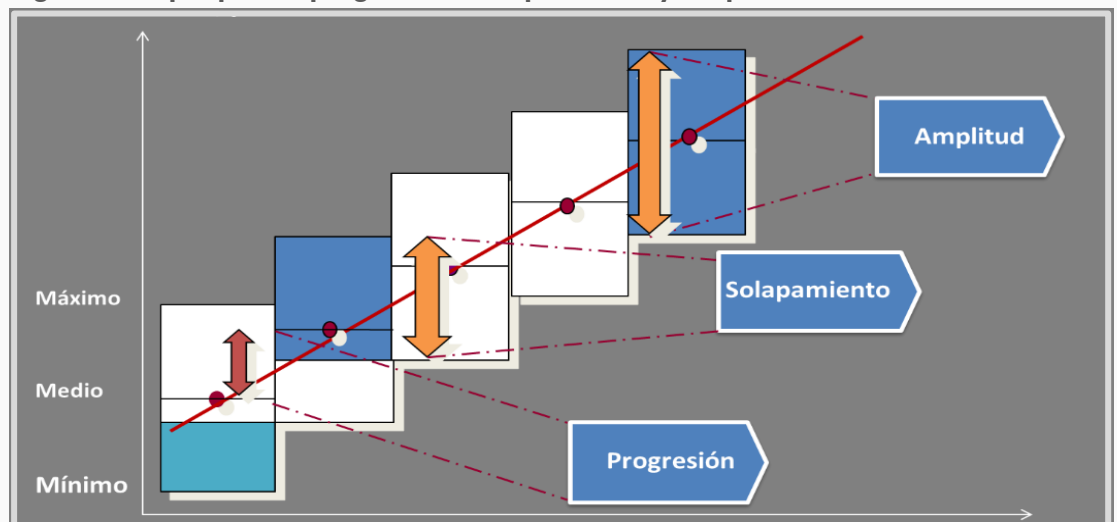 Amplitud
Solapamiento
Máximo
Medio
Progresión
Mínimo